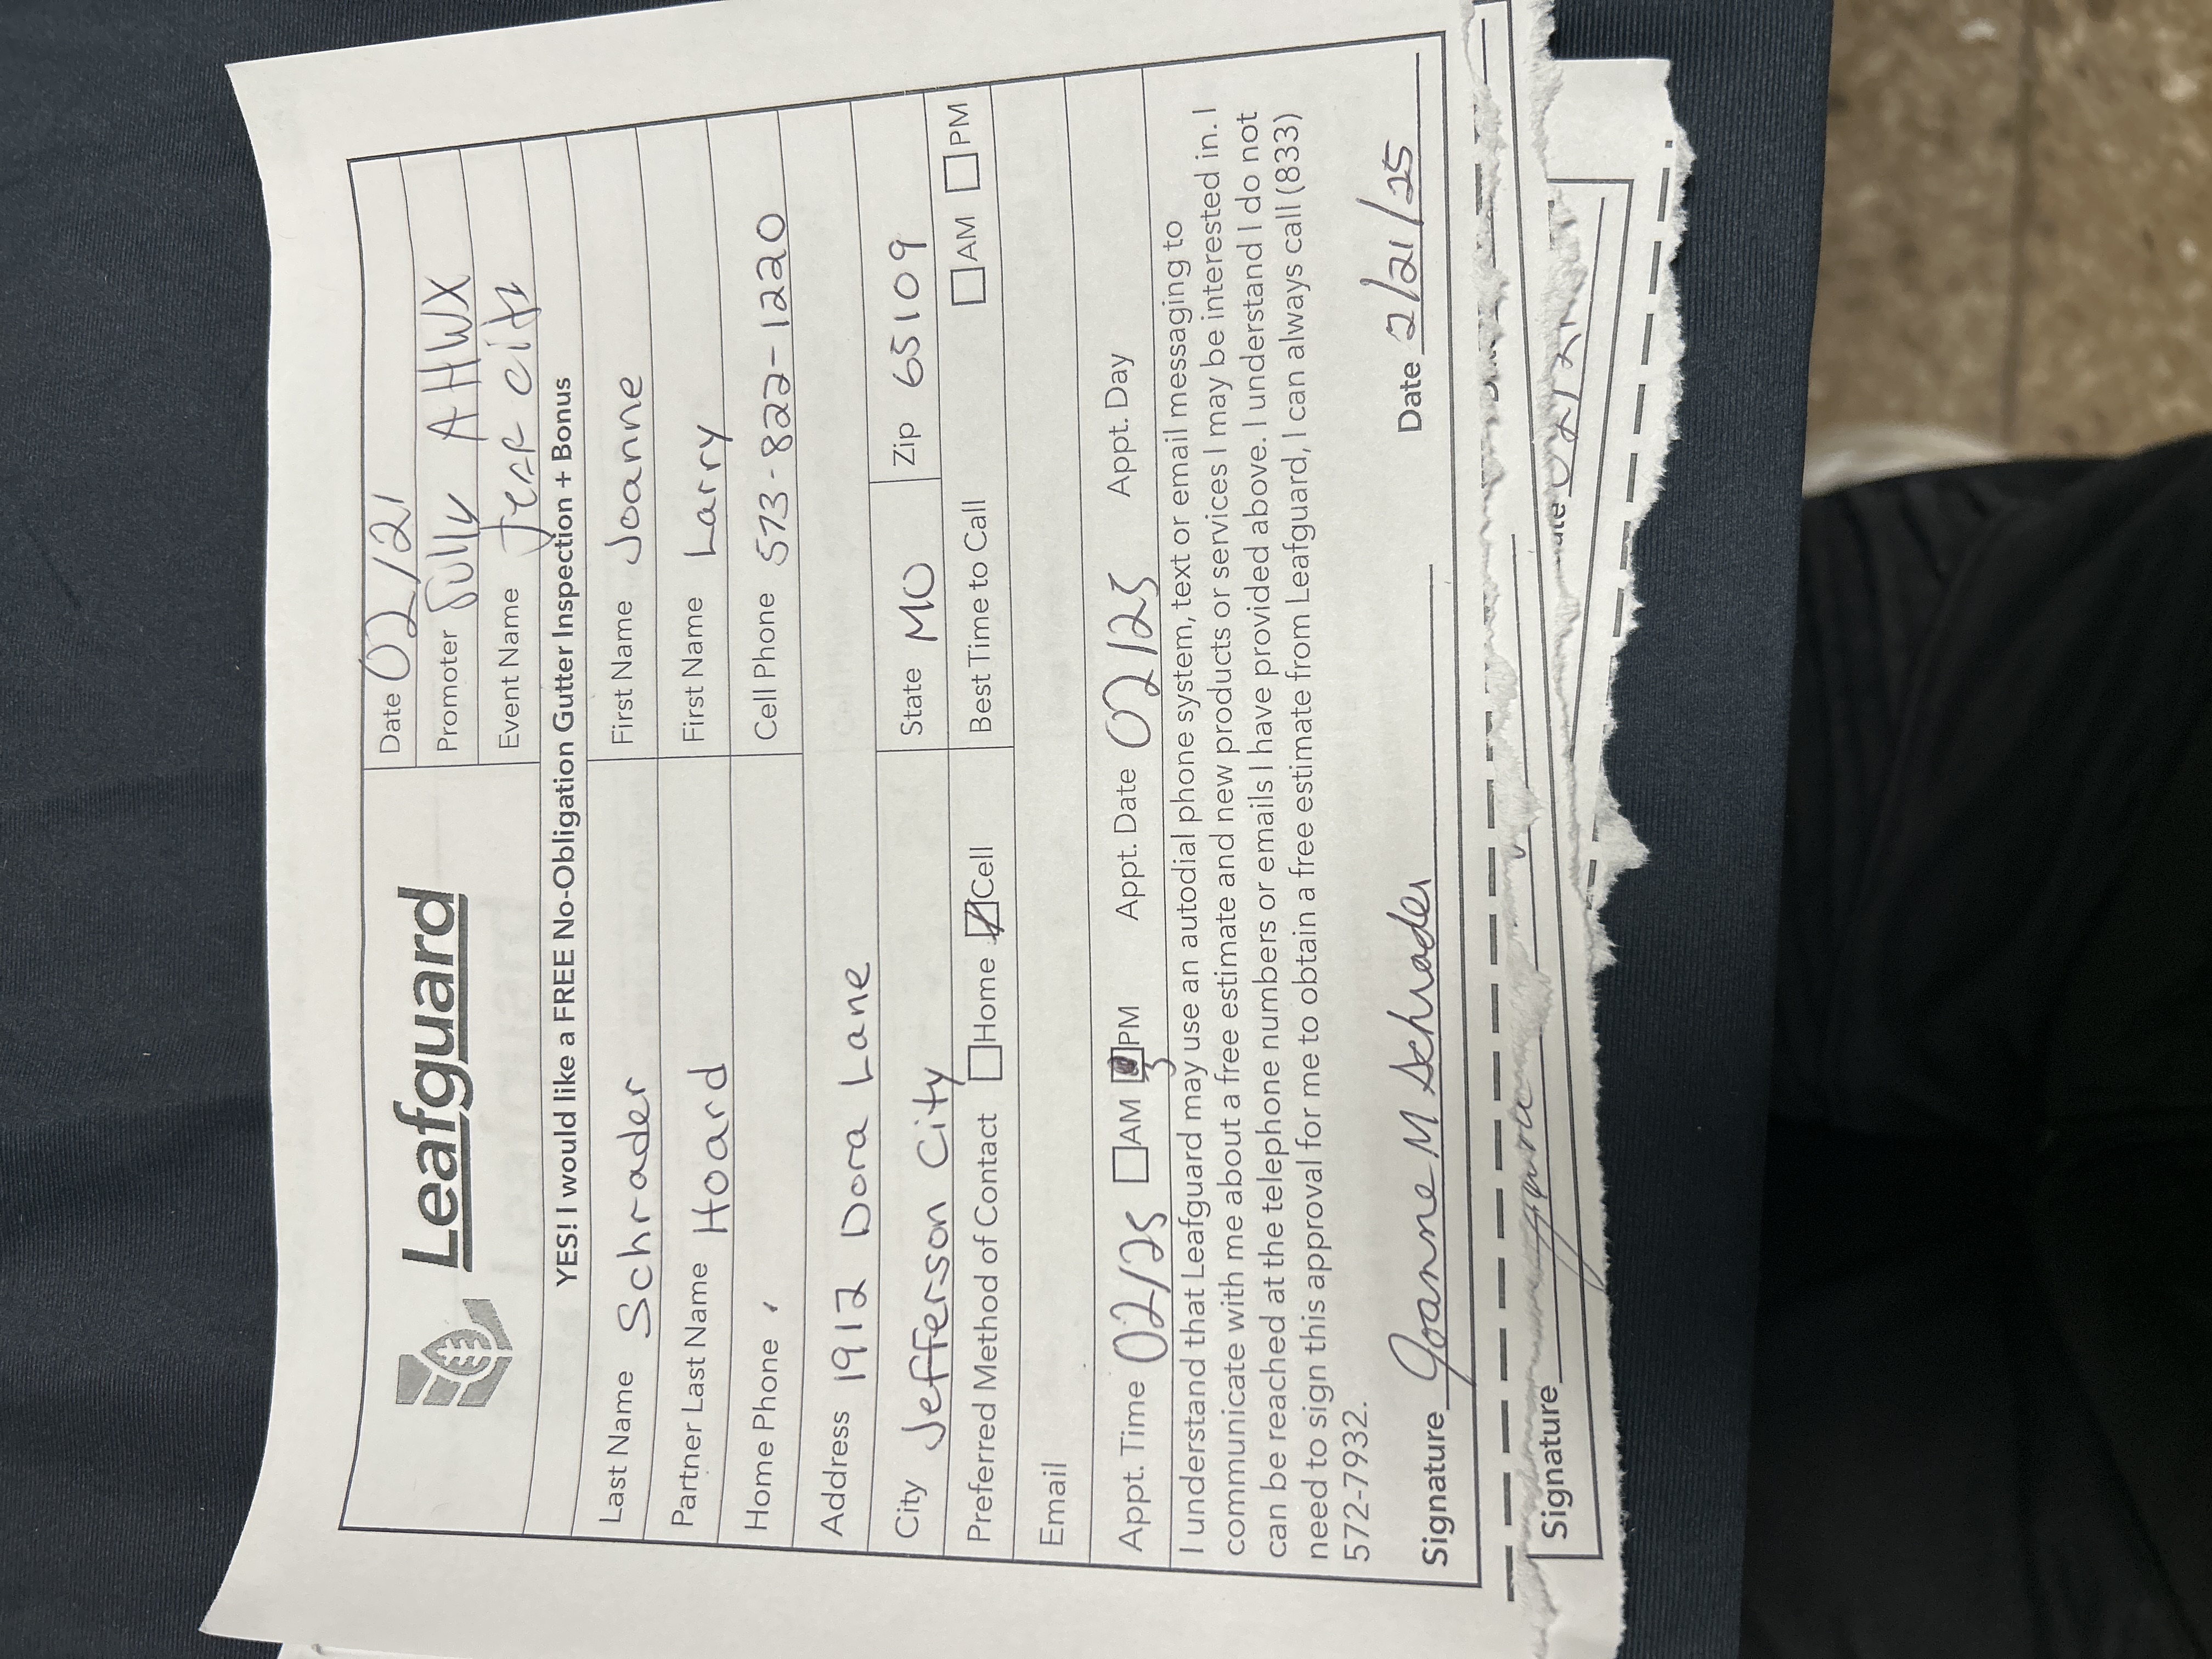 Leafguard
Date 02/21
Promoter Sully AHWX
Event Name Jeff city
YES! I would like a FREE No-Obligation Gutter Inspection + Bonus
Last Name Schrader First Name Joanne
Partner Last Name Hoard First Name Larry
Home Phone Cell Phone 573-822-1220
Address 1912 Dora Lane
City Jefferson City State MO Zip 65109
Preferred Method of Contact Home Cell Best Time to Call AM PM
Email
Appt. Time 02/25 AM PM Appt. Date 02/25 Appt. Day
3
I understand that Leafguard may use an autodial phone system, text or email messaging to
communicate with me about a free estimate and new products or services I may be interested in. I
can be reached at the telephone numbers or emails I have provided above. I understand I do not
need to sign this approval for me to obtain a free estimate from Leafguard, I can always call (833)
572-7932.
Signature Joanne M Schrader Date 2/21/25
Signature
02/21